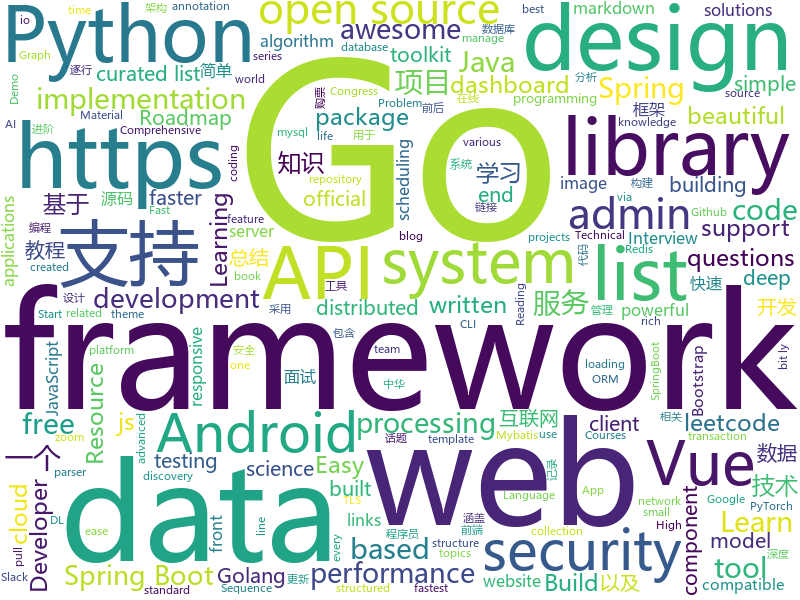 Go
framework
web
data
Python
design
https
library
支持
API
system
list
Android
Vue
security
admin
open source
awesome
Java
dashboard
项目
toolkit
algorithm
database
series
架构
annotation
io
Graph
best
数据库
manage
markdown
solutions
逐行
curated list
简单
implementation
Roadmap
package
Spring
分析
在线
programming
simple
Demo
AI
Material
Congress
Problem
前后
框架
knowledge
source
beautiful
进阶
Comprehensive
mysql
life
用于
various
系统
构建
mysql
coding
知识
学习
scheduling
image
building
via
Github
code
基于
源码
faster
official
repository
链接
end
applications
编程
Fast
feature
server
blog
projects
Technical
Interview
Redis
support
教程
总结
Learning
book
created
设计
theme
采用
工具
distributed
written
Reading
代码
服务
快速
deep
questions
development
powerful
管理
开发
Start
related
JavaScript
platform
安全
one
responsive
包含
team
CLI
rich
Bootstrap
loading
ORM
SpringBoot
bit ly
free
js
Resource
面试
中华
processing
互联网
client
leetcode
相关
Mybatis
use
transaction
一个
Developer
cloud
zoom
parser
advanced
testing
science
Easy
话题
template
Courses
component
数据
Learn
技术
DL
discovery
built
Language
App
记录
前端
程序员
structure
links
network
small
Google
model
PyTorch
深度
tool
ease
every
line
based
front
Spring Boot
Golang
performance
website
High
topics
collection
Build
以及
Slack
pull
standard
更新
Sequence
structured
fastest
涵盖
compatible